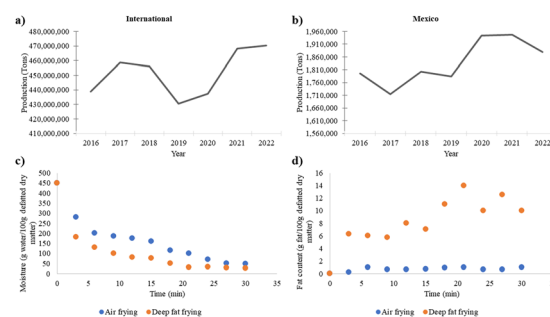 a) International
Production (Tons)
480,000,000
470,000,000
460,000,000
450,000,000
440,000,000
430,000,000
420,000,000
410,000,000
2016 2017 2018 2019 2020 2021 2022
Year
b) Mexico
Production (Tons)
1,960,000
1,910,000
1,860,000
1,810,000
1,760,000
1,710,000
1,660,000
1,610,000
1,560,000
2016 2017 2018 2019 2020 2021 2022
Year
c)
Moisture (g water/100g defitted dry
matter)
500
450
400
350
300
250
200
150
100
50
0
0 5 10 15 20 25 30 35
Time (min)
Air frying Deep fat frying
d)
Fat content (g fat/100g defitted dry
matter)
16
14
12
10
8
6
4
2
0
0 5 10 15 20 25 30 35
Time (min)
Air frying Deep fat frying